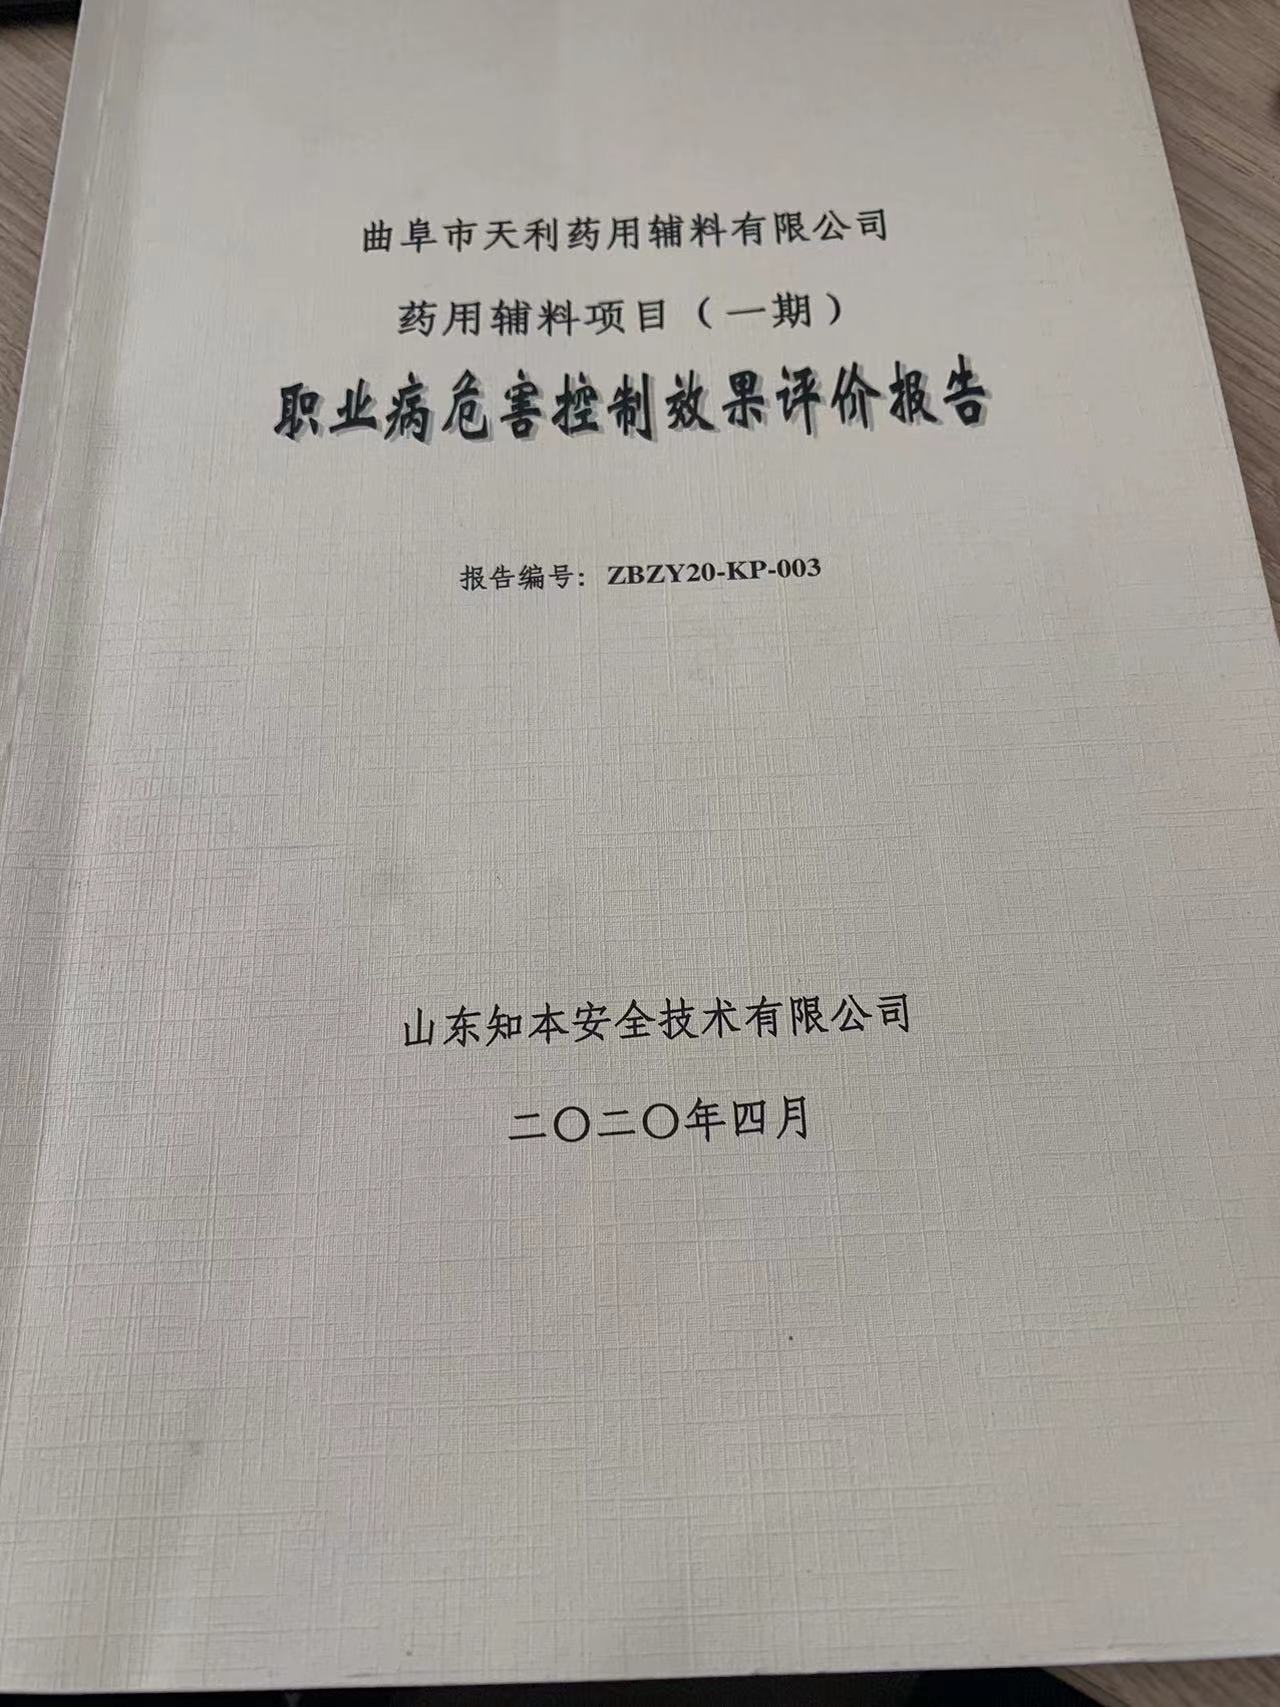 曲阜市天利药用辅料有限公司
药用辅料项目（一期）
职业病危害控制效果评价报告
报告编号：ZBZY20-KP-003
山东知本安全技术有限公司
二〇二〇年四月